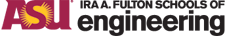 ASU IRA A. FULTON SCHOOLS OF
engineering